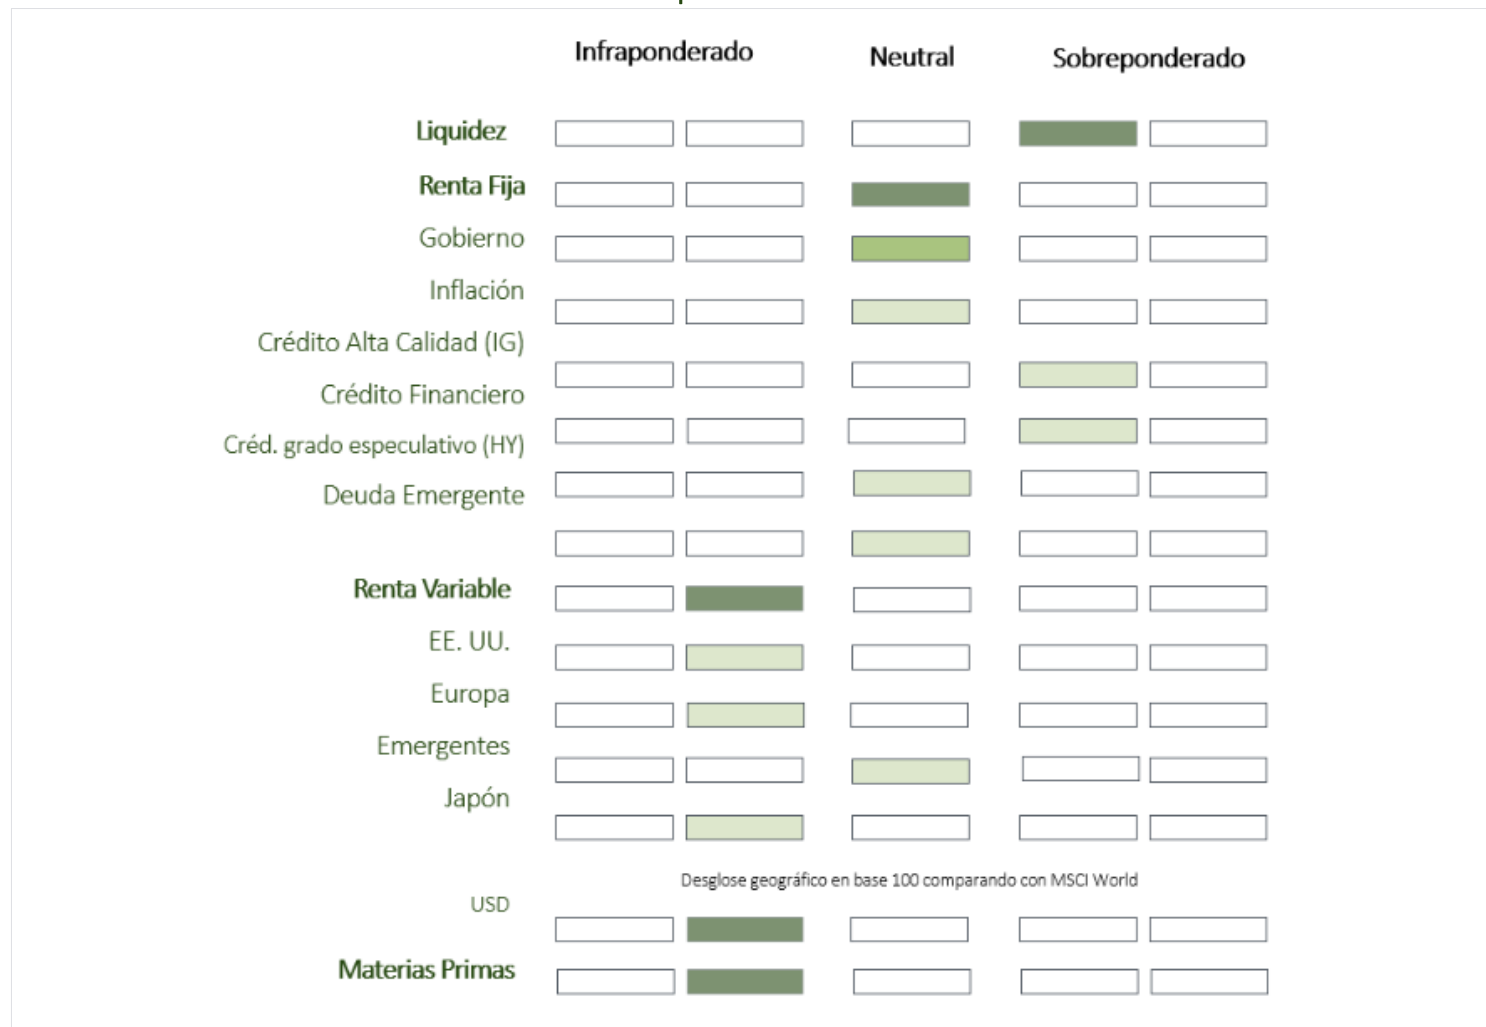 Infraponderado Neutral Sobreponderado
Liquidez
Renta Fija
Gobierno
Inflación
Crédito Alta Calidad (IG)
Crédito Financiero
Créd. grado especulativo (HY)
Deuda Emergente
Renta Variable
EE. UU.
Europa
Emergentes
Japón
Desglose geográfico en base 100 comparando con MSCI World
USD
Materias Primas